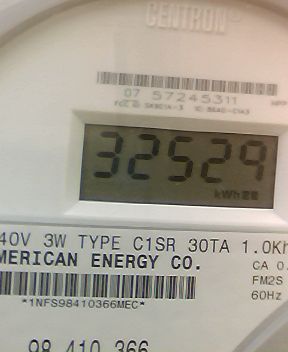 CENTRON
07 57245311
32529
kWh
40V 3W TYPE C1SR 30TA 1.0Kh
MERICAN ENERGY CO.
CA 0.
FM2S
60Hz
*1NFS98410366MEC*
98 410 366